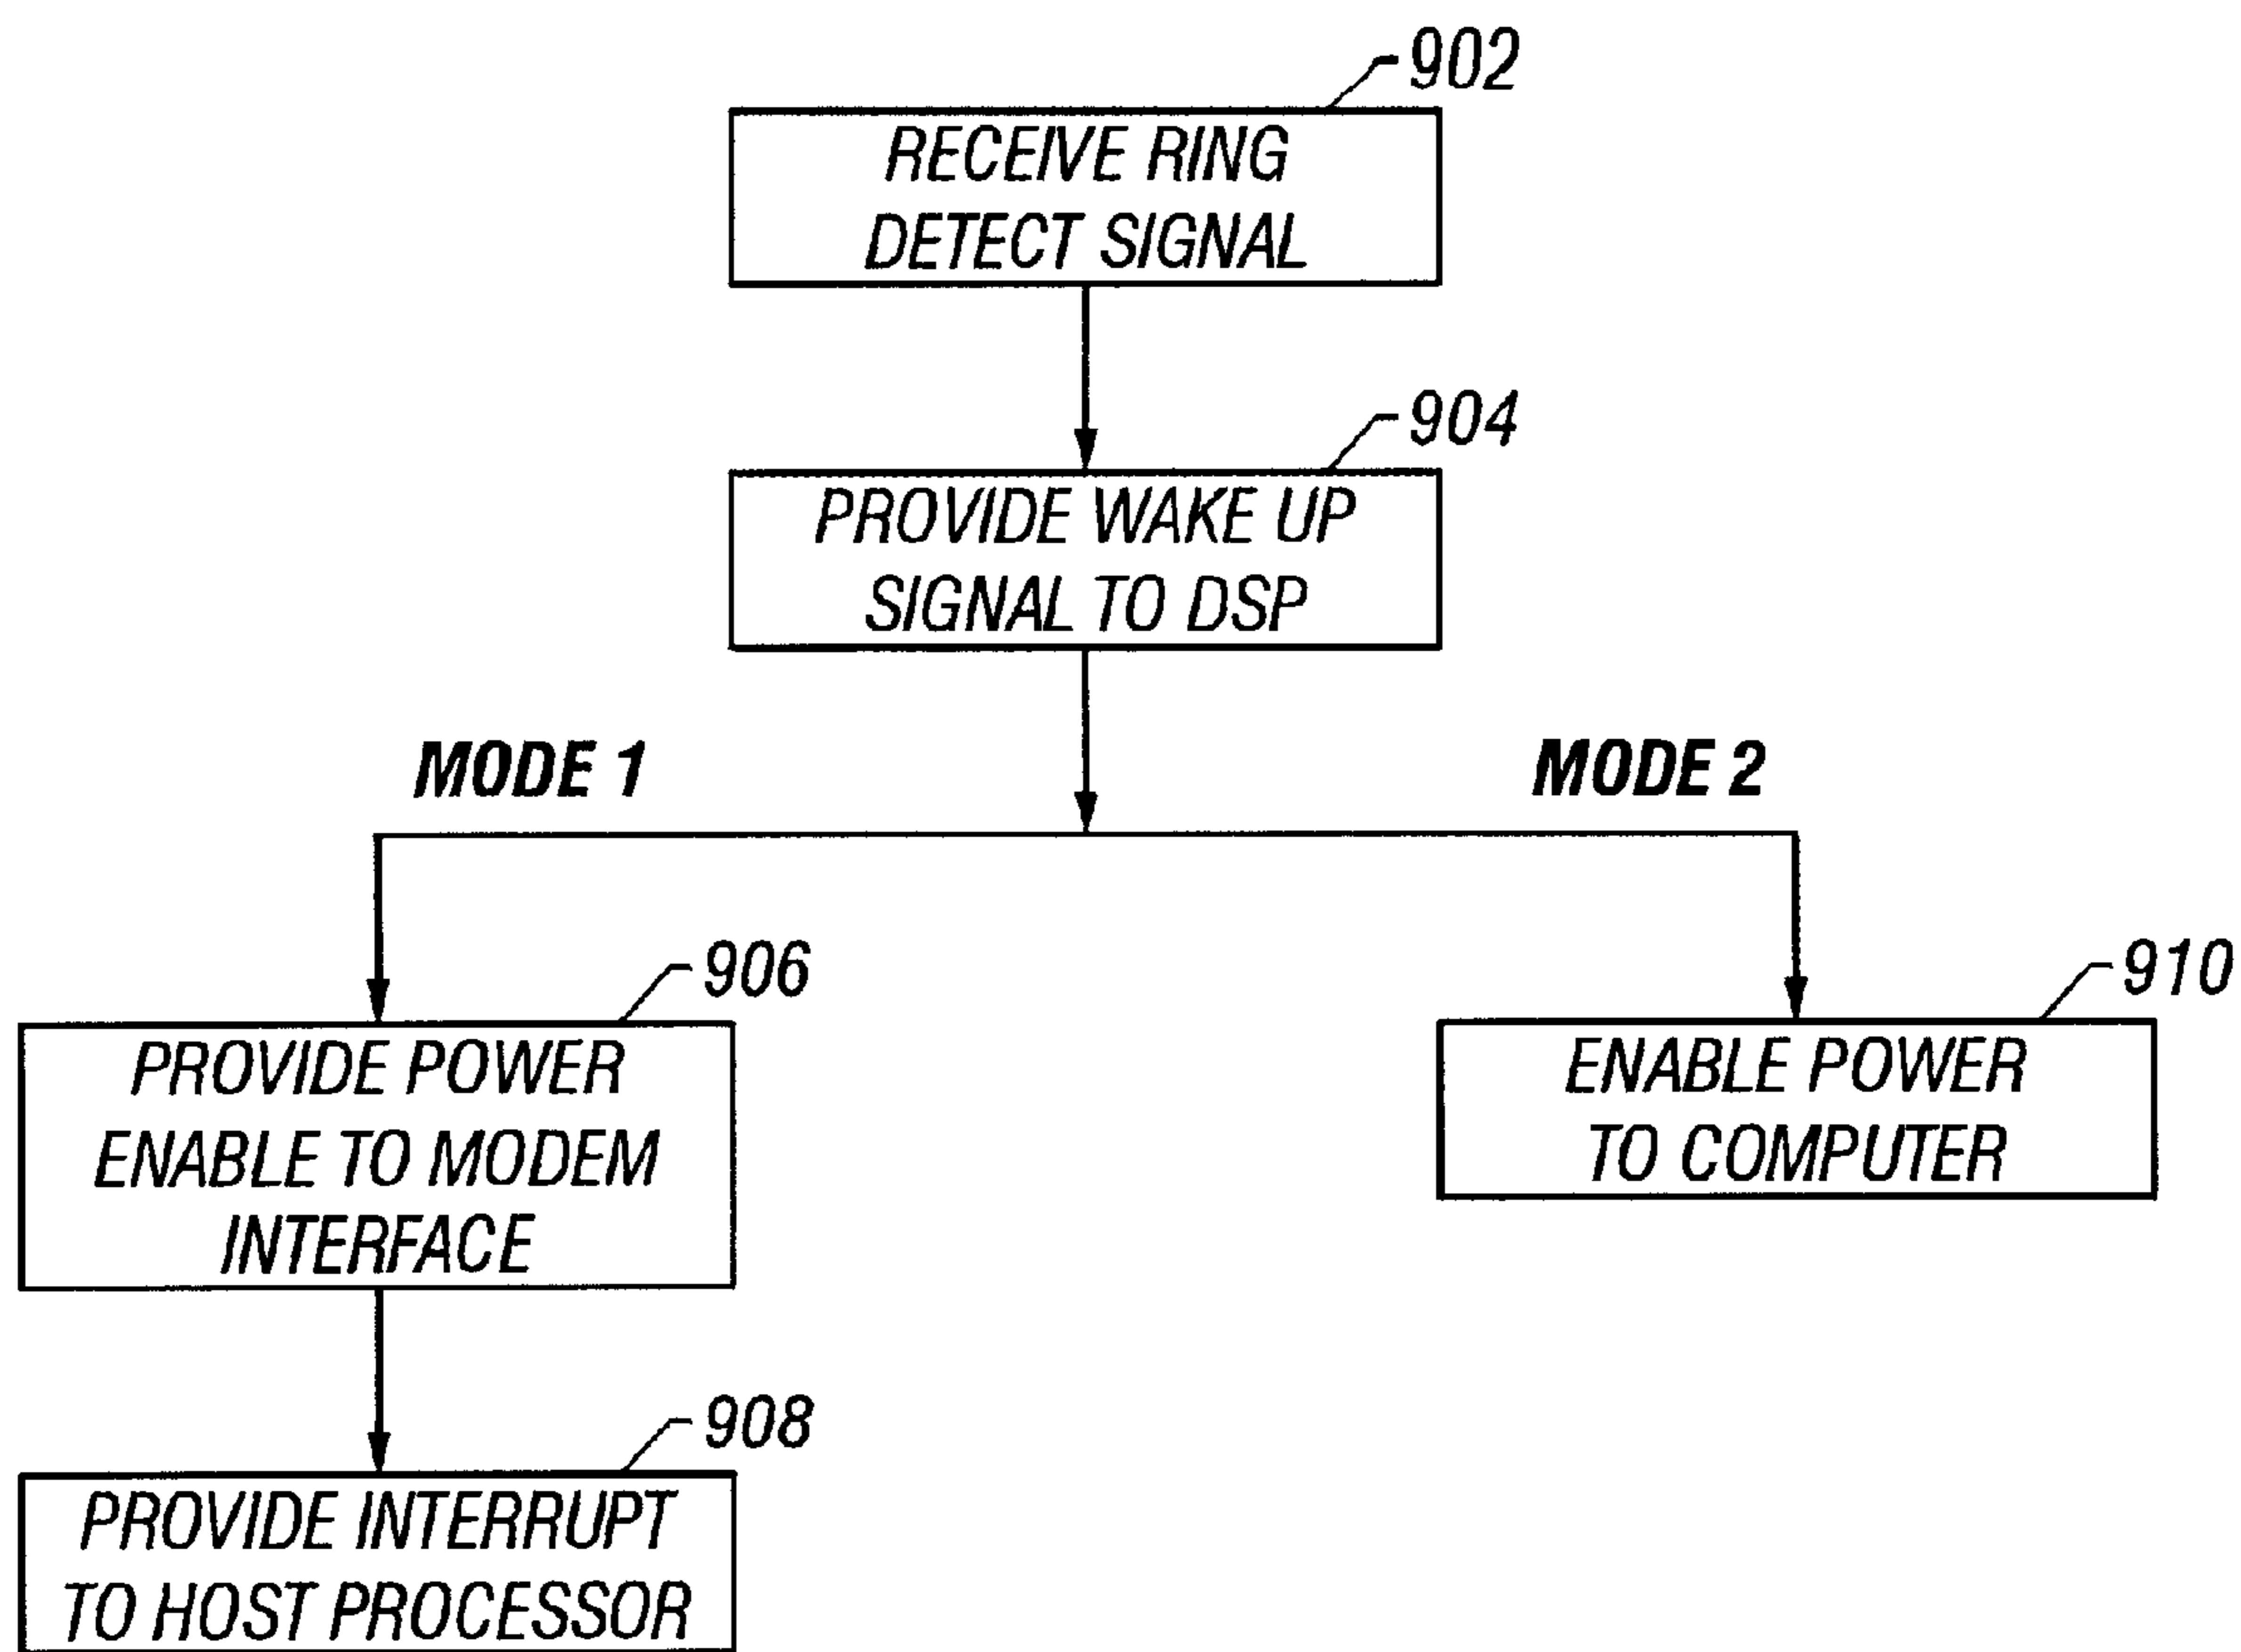 902
RECEIVE RING
DETECT SIGNAL
904
PROVIDE WAKE UP
SIGNAL TO DSP
MODE 1
MODE 2
906
PROVIDE POWER
ENABLE TO MODEM
INTERFACE
910
ENABLE POWER
TO COMPUTER
908
PROVIDE INTERRUPT
TO HOST PROCESSOR